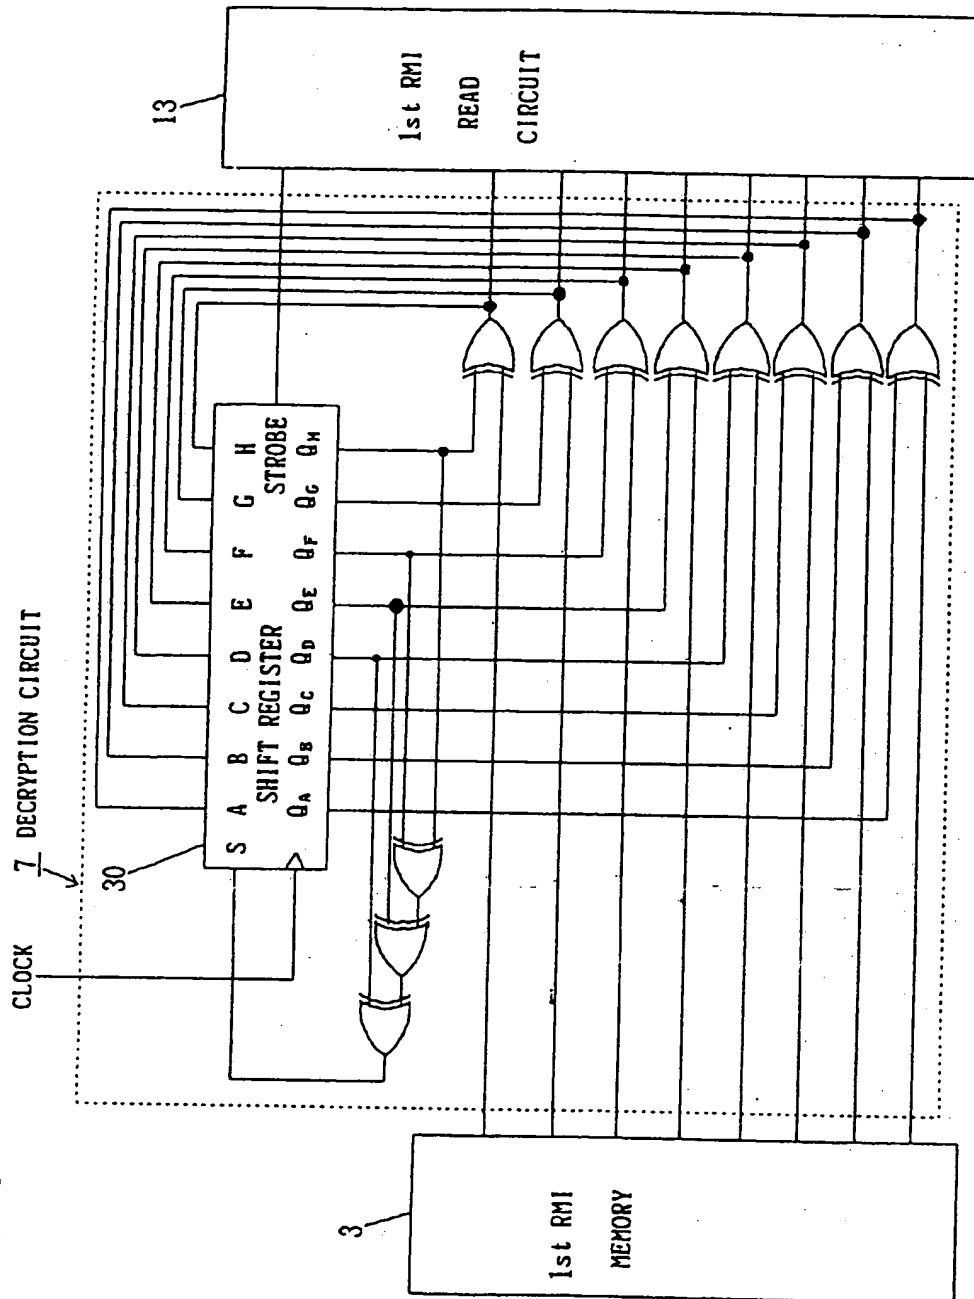 CLOCK
7 DECRYPTION CIRCUIT
30
S A B C D E F G H
SHIFT REGISTER
STROBE
QA QB QC QD QE QF QG QH
13
1st RMI
READ
CIRCUIT
3
1st RMI
MEMORY